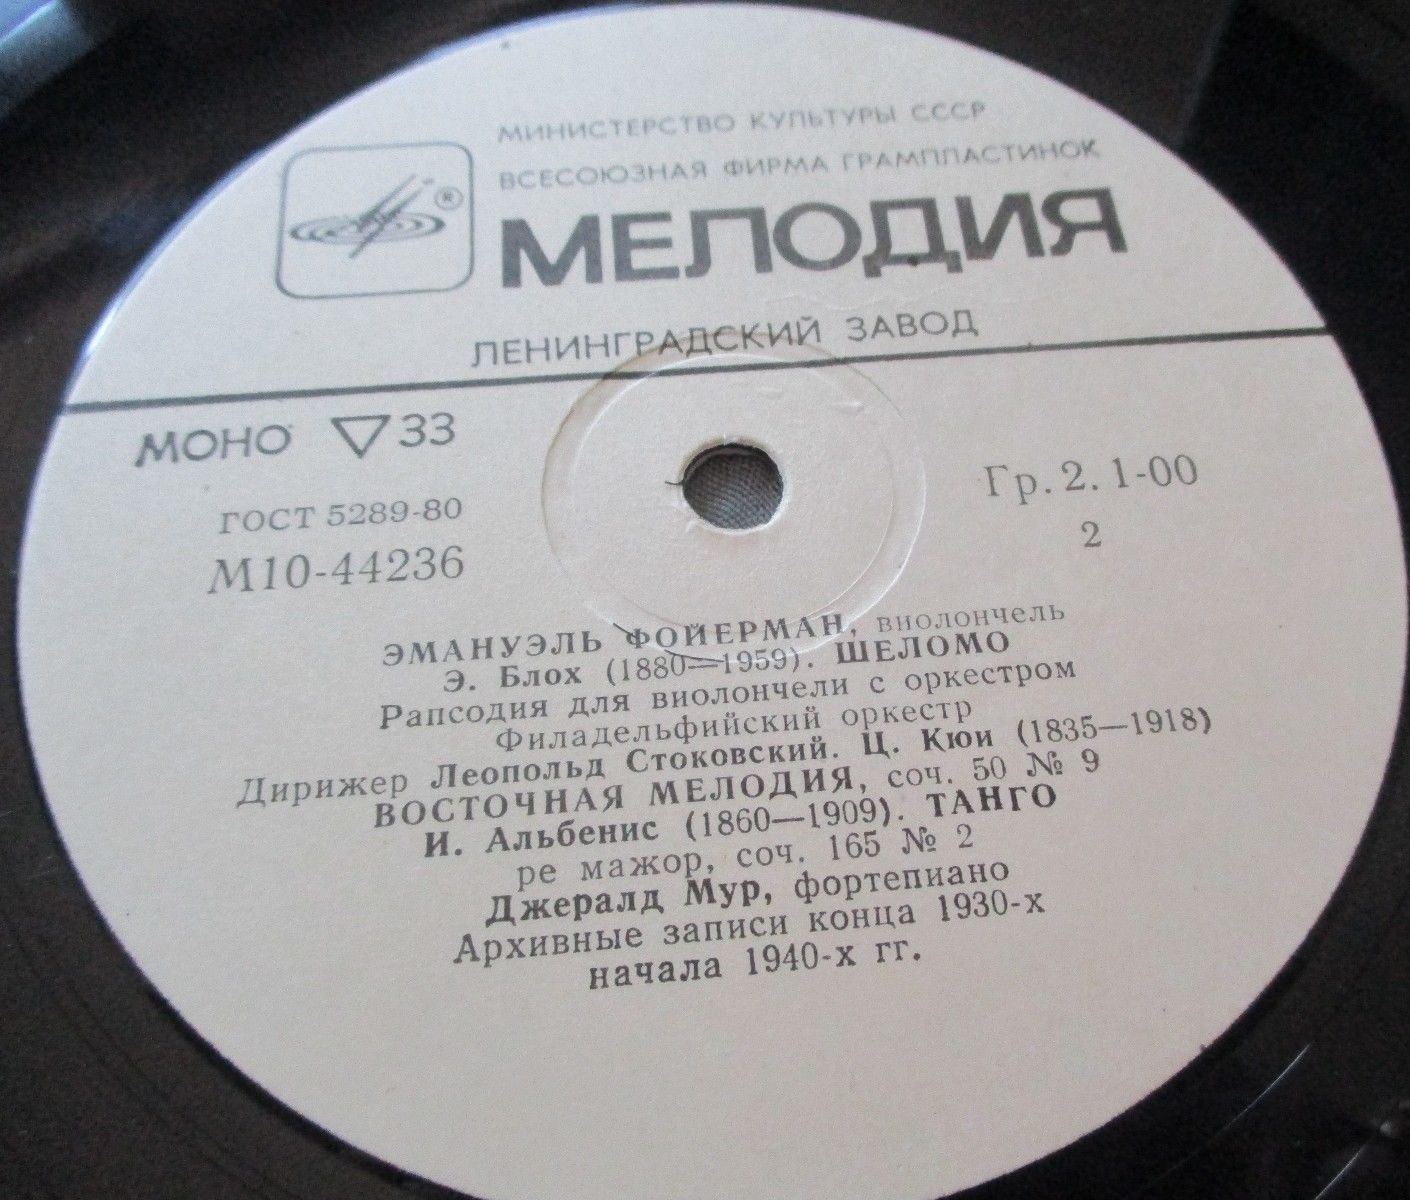 МИНИСТЕРСТВО КУЛЬТУРЫ СССР
ВСЕСОЮЗНАЯ ФИРМА ГРАМПЛАСТИНОК
®
МЕЛОДИЯ
ЛЕНИНГРАДСКИЙ ЗАВОД
МОНО ▽33
ГОСТ 5289-80
М10-44236
Гр. 2. 1-00
2
ЭМАНУЭЛЬ ФОЙЕРМАН, виолончель
Э. Блох (1880—1959). ШЕЛОМО
Рапсодия для виолончели с оркестром
Филадельфийский оркестр
Дирижер Леопольд Стоковский. Ц. Кюи (1835—1918)
ВОСТОЧНАЯ МЕЛОДИЯ, соч. 50 № 9
И. Альбенис (1860—1909). ТАНГО
ре мажор, соч. 165 № 2
Джералд Мур, фортепиано
Архивные записи конца 1930-х
начала 1940-х гг.